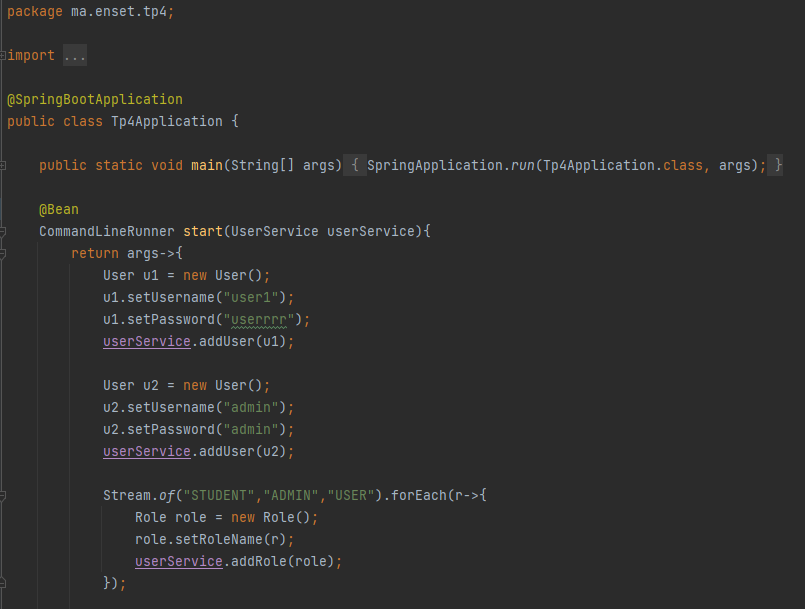 package ma.enset.tp4;
import ...
@SpringBootApplication
public class Tp4Application {
public static void main(String[] args) { SpringApplication.run(Tp4Application.class, args); }
@Bean
CommandLineRunner start(UserService userService){
return args->{
User u1 = new User();
u1.setUsername("user1");
u1.setPassword("userrrr");
userService.addUser(u1);
User u2 = new User();
u2.setUsername("admin");
u2.setPassword("admin");
userService.addUser(u2);
Stream.of("STUDENT","ADMIN","USER").forEach(r->{
Role role = new Role();
role.setRoleName(r);
userService.addRole(role);
});